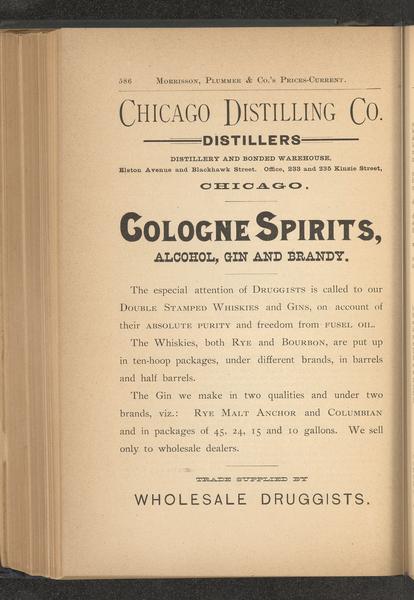 586 Morrisson, Plummer & Co.'s Prices-Current.
Chicago Distilling Co.
DISTILLERS
DISTILLERY AND BONDED WAREHOUSE,
Elston Avenue and Blackhawk Street. Office, 233 and 235 Kinzie Street,
CHICAGO.
COLOGNE SPIRITS,
ALCOHOL, GIN AND BRANDY.
The especial attention of Druggists is called to our
Double Stamped Whiskies and Gins, on account of
their absolute purity and freedom from fusel oil.
The Whiskies, both Rye and Bourbon, are put up
in ten-hoop packages, under different brands, in barrels
and half barrels.
The Gin we make in two qualities and under two
brands, viz.: Rye Malt Anchor and Columbian
and in packages of 45, 24, 15 and 10 gallons. We sell
only to wholesale dealers.
TRADE SUPPLIED BY
WHOLESALE DRUGGISTS.